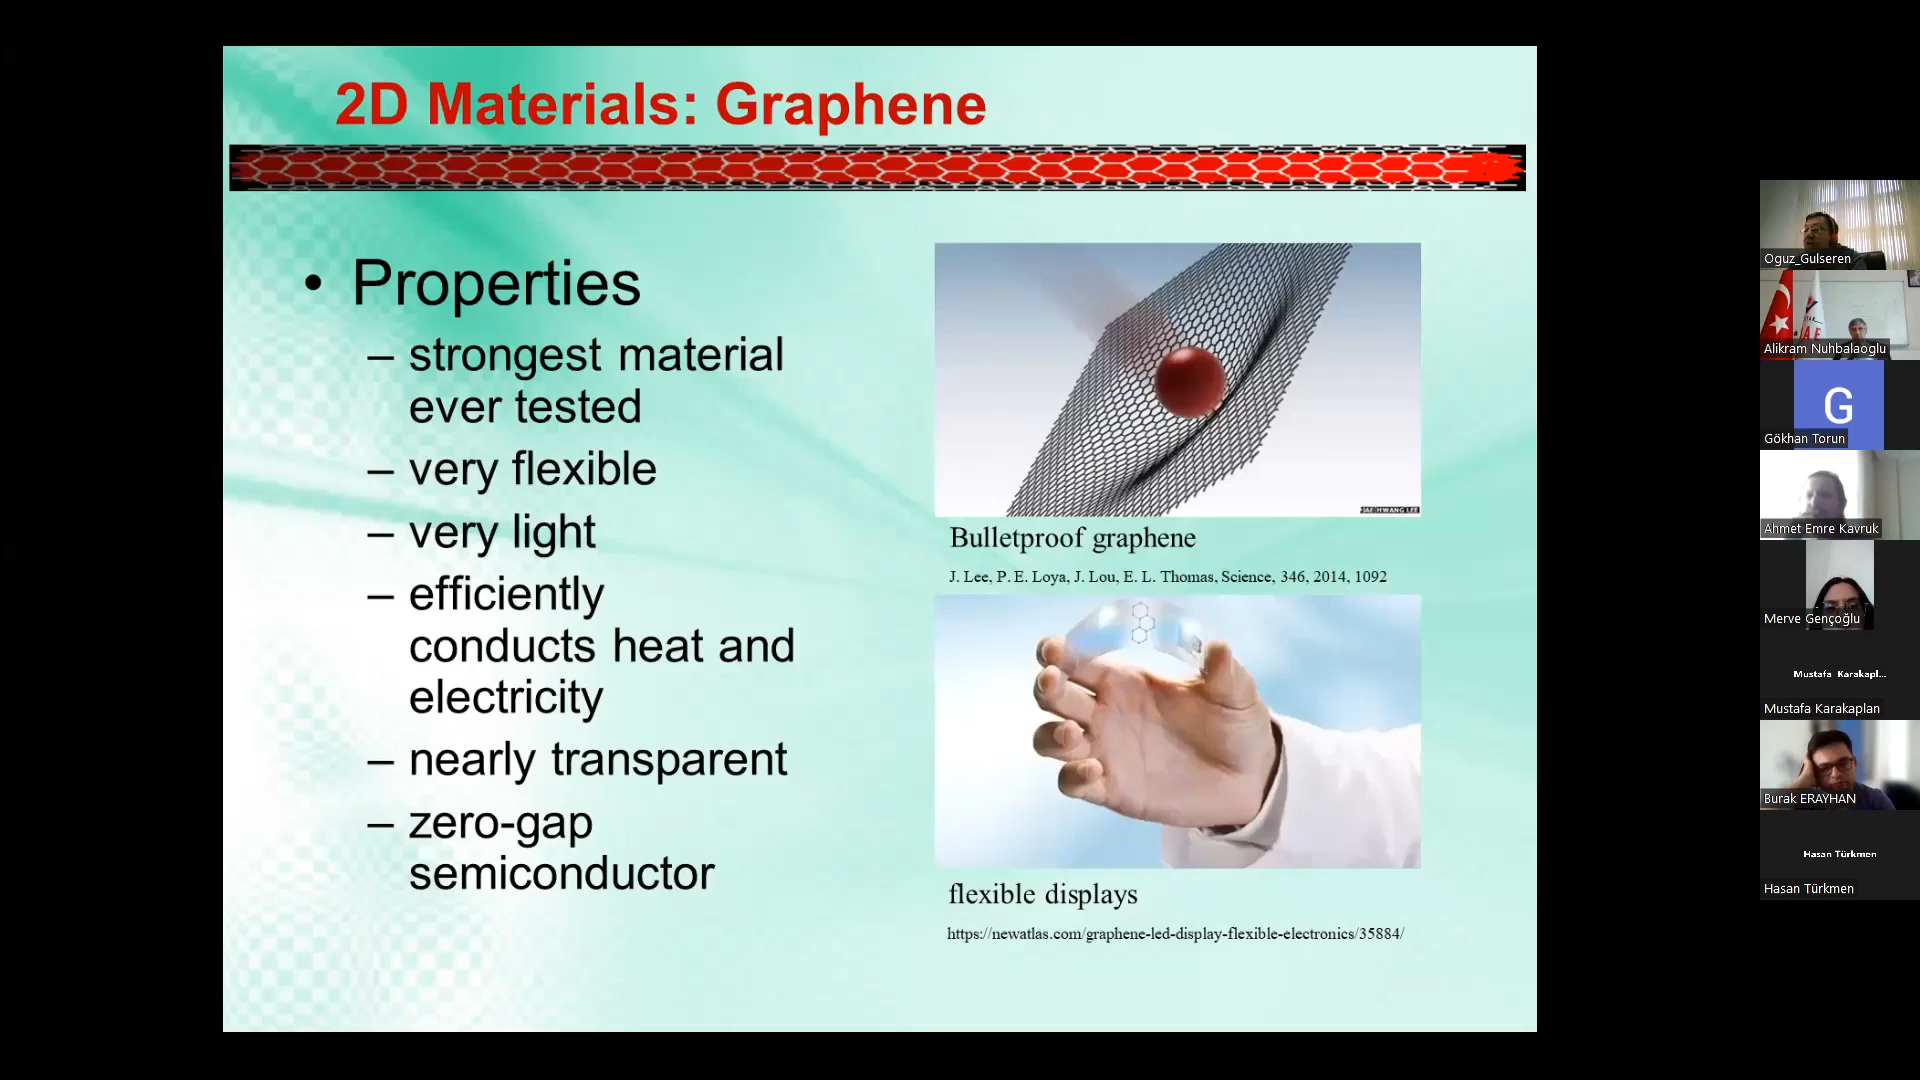 2D Materials: Graphene
• Properties
– strongest material
ever tested
– very flexible
– very light
– efficiently
conducts heat and
electricity
– nearly transparent
– zero-gap
semiconductor
JAE-HWANG LEE
Bulletproof graphene
J. Lee, P. E. Loya, J. Lou, E. L. Thomas, Science, 346, 2014, 1092
flexible displays
https://newatlas.com/graphene-led-display-flexible-electronics/35884/
Oguz_Gulseren
Alikram Nuhbalaoglu
G
Gökhan Torun
Ahmet Emre Kavruk
Merve Gençoğlu
Mustafa Karakapl...
Mustafa Karakaplan
Burak ERAYHAN
Hasan Türkmen
Hasan Türkmen